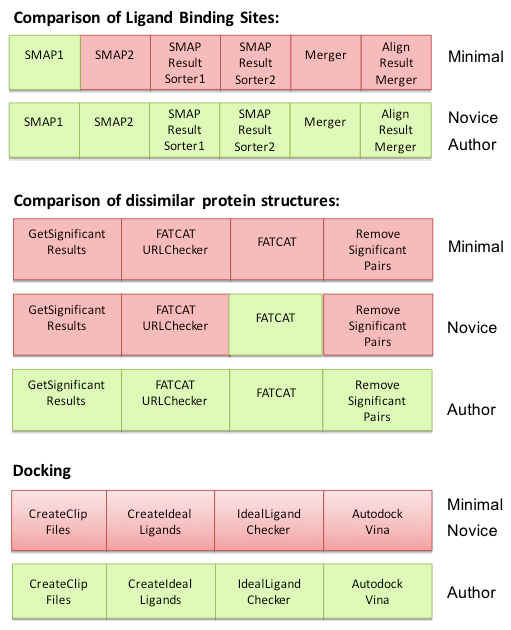 Comparison of Ligand Binding Sites:
SMAP1 SMAP2 SMAP Result Sorter1 SMAP Result Sorter2 Merger Align Result Merger Minimal
SMAP1 SMAP2 SMAP Result Sorter1 SMAP Result Sorter2 Merger Align Result Merger Novice Author
Comparison of dissimilar protein structures:
GetSignificant Results FATCAT URLChecker FATCAT Remove Significant Pairs Minimal
GetSignificant Results FATCAT URLChecker FATCAT Remove Significant Pairs Novice
GetSignificant Results FATCAT URLChecker FATCAT Remove Significant Pairs Author
Docking
CreateClip Files CreateIdeal Ligands IdealLigand Checker Autodock Vina Minimal Novice
CreateClip Files CreateIdeal Ligands IdealLigand Checker Autodock Vina Author